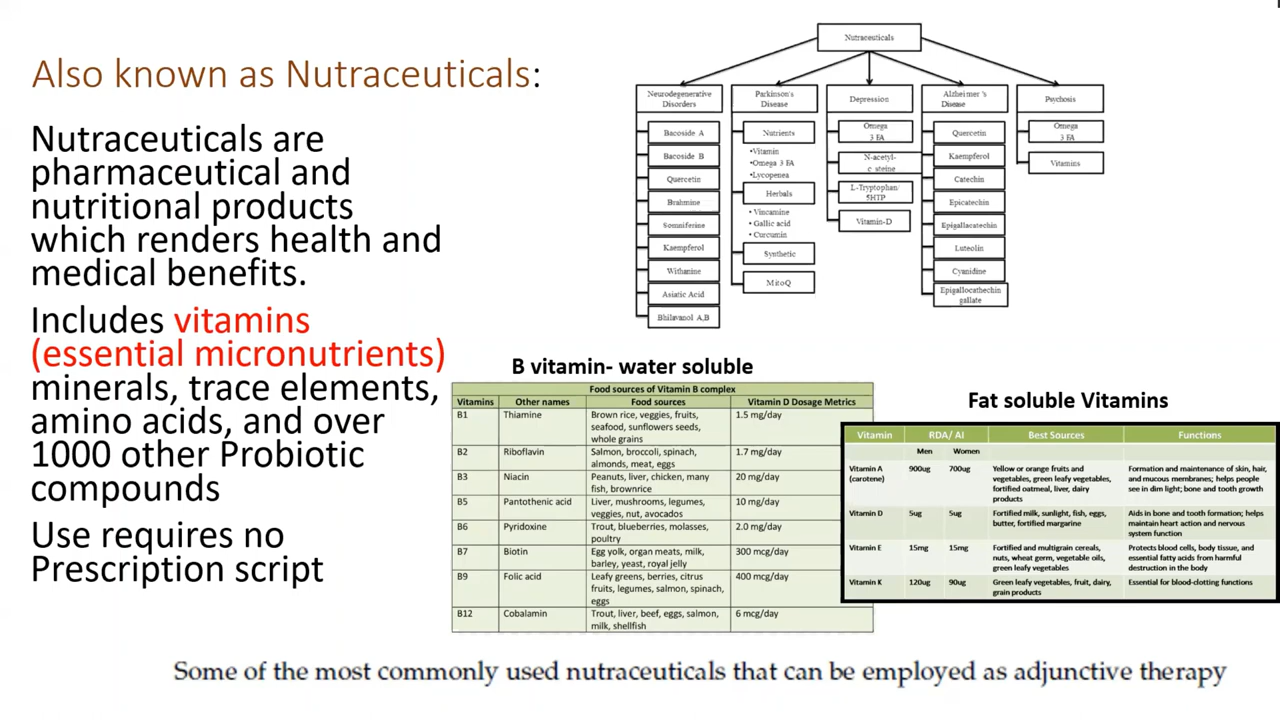 Also known as Nutraceuticals:
Nutraceuticals are
pharmaceutical and
nutritional products
which renders health and
medical benefits.
Includes vitamins
(essential micronutrients)
minerals, trace elements,
amino acids, and over
1000 other Probiotic
compounds
Use requires no
Prescription script
Nutraceuticals
Neurodegenerative
Disorders
Bacoside A
Bacoside B
Quercetin
Brahmine
Somniferine
Kaempferol
Withanine
Asiatic Acid
Bhilavanol A,B
Parkinson's
Disease
Nutrients
•Vitamin
•Omega 3 FA
•Lycopenea
Herbals
• Vincamine
• Gallic acid
• Curcumin
Synthetic
MitoQ
Depression
Omega
3 FA
N-acetyl-
c steine
L-Tryptophan/
5HTP
Vitamin-D
Alzheimer 's
Disease
Quercetin
Kaempferol
Catechin
Epicatechin
Epigallacatechin
Luteolin
Cyanidine
Epigallocathechin
gallate
Psychosis
Omega
3 FA
Vitamins
B vitamin- water soluble
Food sources of Vitamin B complex
Vitamins Other names Food sources Vitamin D Dosage Metrics
B1 Thiamine Brown rice, veggies, fruits, 1.5 mg/day
seafood, sunflowers seeds,
whole grains
B2 Riboflavin Salmon, broccoli, spinach, 1.7 mg/day
almonds, meat, eggs
B3 Niacin Peanuts, liver, chicken, many 20 mg/day
fish, brownrice
B5 Pantothenic acid Liver, mushrooms, legumes, 10 mg/day
veggies, nut, avocados
B6 Pyridoxine Trout, blueberries, molasses, 2.0 mg/day
poultry
B7 Biotin Egg yolk, organ meats, milk, 300 mcg/day
barley, yeast, royal jelly
B9 Folic acid Leafy greens, berries, citrus 400 mcg/day
fruits, legumes, salmon, spinach,
eggs
B12 Cobalamin Trout, liver, beef, eggs, salmon, 6 mcg/day
milk, shellfish
Fat soluble Vitamins
Vitamin RDA/ AI Best Sources Functions
Men Women
Vitamin A 900ug 700ug Yellow or orange fruits and Formation and maintenance of skin, hair,
(carotene) vegetables, green leafy vegetables, and mucous membranes; helps people
fortified oatmeal, liver, dairy see in dim light; bone and tooth growth
products
Vitamin D 5ug 5ug Fortified milk, sunlight, fish, eggs, Aids in bone and tooth formation; helps
butter, fortified margarine maintain heart action and nervous
system function
Vitamin E 15mg 15mg Fortified and multigrain cereals, Protects blood cells, body tissue, and
nuts, wheat germ, vegetable oils, essential fatty acids from harmful
green leafy vegetables destruction in the body
Vitamin K 120ug 90ug Green leafy vegetables, fruit, dairy, Essential for blood-clotting functions
grain products
Some of the most commonly used nutraceuticals that can be employed as adjunctive therapy